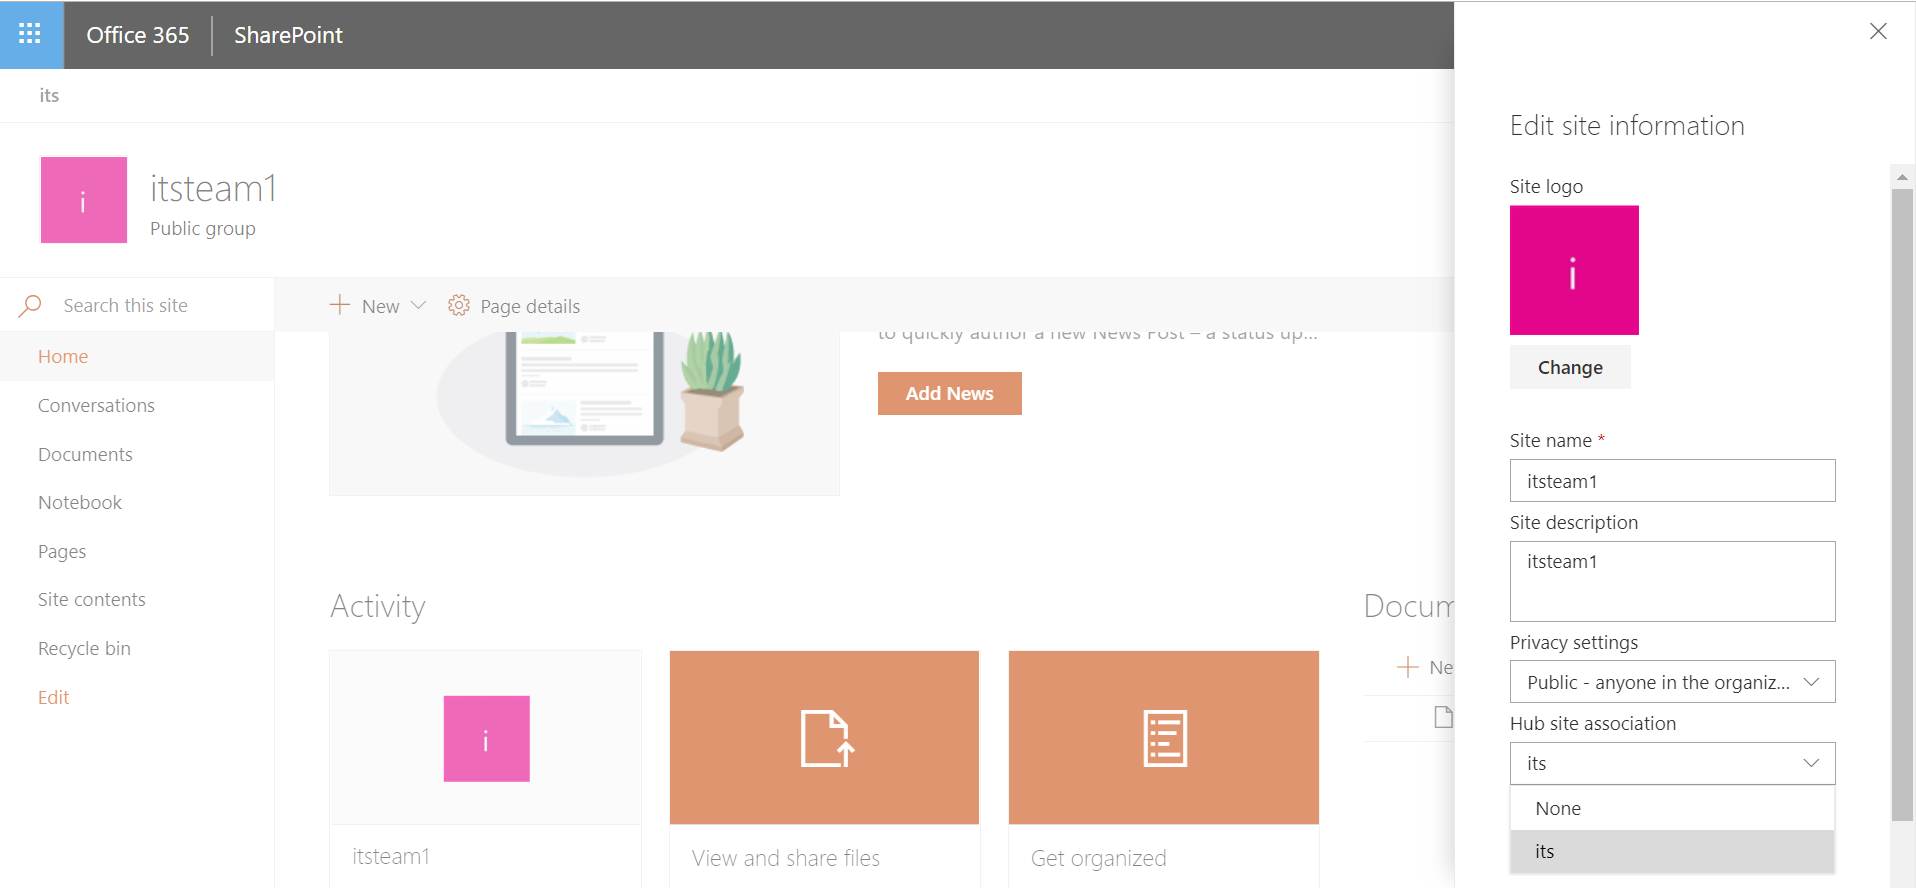 Office 365
SharePoint
its
i
itsteam1
Public group
Search this site
New
Page details
Home
Conversations
Documents
Notebook
Pages
Site contents
Recycle bin
Edit
to quickly author a new News Post – a status up...
Add News
Activity
Docum
Ne
i
itsteam1
View and share files
Get organized
Edit site information
Site logo
i
Change
Site name *
itsteam1
Site description
itsteam1
Privacy settings
Public - anyone in the organiz...
Hub site association
its
None
its